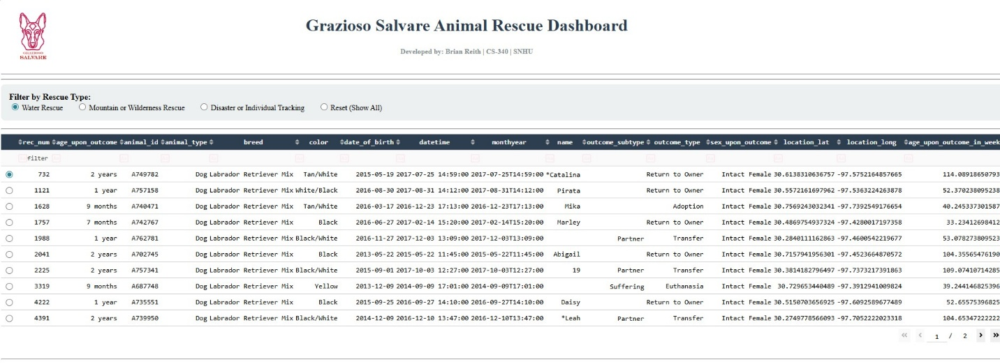 GRAZIOSO
SALVARE
Grazioso Salvare Animal Rescue Dashboard
Developed by: Brian Reith | CS-340 | SNHU
Filter by Rescue Type:
Water Rescue Mountain or Wilderness Rescue Disaster or Individual Tracking Reset (Show All)
rec_num age_upon_outcome animal_id animal_type breed color date_of_birth datetime monthyear name outcome_subtype outcome_type sex_upon_outcome location_lat location_long age_upon_outcome_in_week
filter
732 2 years A749782 Dog Labrador Retriever Mix Tan/White 2015-05-19 2017-07-25 14:59:00 2017-07-25T14:59:00 *Catalina Return to Owner Intact Female 30.6138310636757 -97.5752164857665 114.08918650793
1121 1 year A757158 Dog Labrador Retriever Mix White/Black 2016-08-30 2017-08-31 14:12:00 2017-08-31T14:12:00 Pirata Return to Owner Intact Female 30.5572161697962 -97.5363224263878 52.370238095238
1628 9 months A740471 Dog Labrador Retriever Mix Tan/White 2016-03-17 2016-12-23 17:13:00 2016-12-23T17:13:00 Mika Adoption Intact Female 30.7569243032341 -97.7392549176654 40.245337301587
1757 7 months A742767 Dog Labrador Retriever Mix Black 2016-06-27 2017-02-14 15:20:00 2017-02-14T15:20:00 Marley Return to Owner Intact Female 30.4869754937324 -97.4280017197358 33.23412698412
1988 1 year A762781 Dog Labrador Retriever Mix Black/White 2016-11-27 2017-12-03 13:09:00 2017-12-03T13:09:00 Partner Transfer Intact Female 30.2840111162863 -97.4600542219677 53.078273809523
2041 2 years A702745 Dog Labrador Retriever Mix Black 2013-05-22 2015-05-22 11:45:00 2015-05-22T11:45:00 Abigail Return to Owner Intact Female 30.7157941956301 -97.4523664870572 104.35565476190
2225 2 years A757341 Dog Labrador Retriever Mix Black/White 2015-09-01 2017-10-03 12:27:00 2017-10-03T12:27:00 19 Partner Transfer Intact Female 30.3814182796497 -97.7373217391863 109.07410714285
3319 9 months A687748 Dog Labrador Retriever Mix Yellow 2013-12-09 2014-09-09 17:01:00 2014-09-09T17:01:00 Suffering Euthanasia Intact Female 30.729653440489 -97.3912941009824 39.244146825396
4222 1 year A735551 Dog Labrador Retriever Mix Black 2015-09-25 2016-09-27 14:10:00 2016-09-27T14:10:00 Daisy Return to Owner Intact Female 30.5150703656925 -97.6092589677489 52.65575396825
4391 2 years A739950 Dog Labrador Retriever Mix Black/White 2014-12-09 2016-12-10 13:47:00 2016-12-10T13:47:00 *Leah Partner Transfer Intact Female 30.2749778566093 -97.7052222023318 104.65347222222
1 / 2